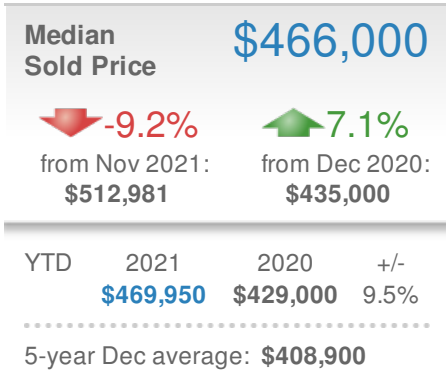 Median $466,000
Sold Price
-9.2% 7.1%
from Nov 2021: from Dec 2020:
$512,981 $435,000
YTD 2021 2020 +/-
$469,950 $429,000 9.5%
5-year Dec average: $408,900